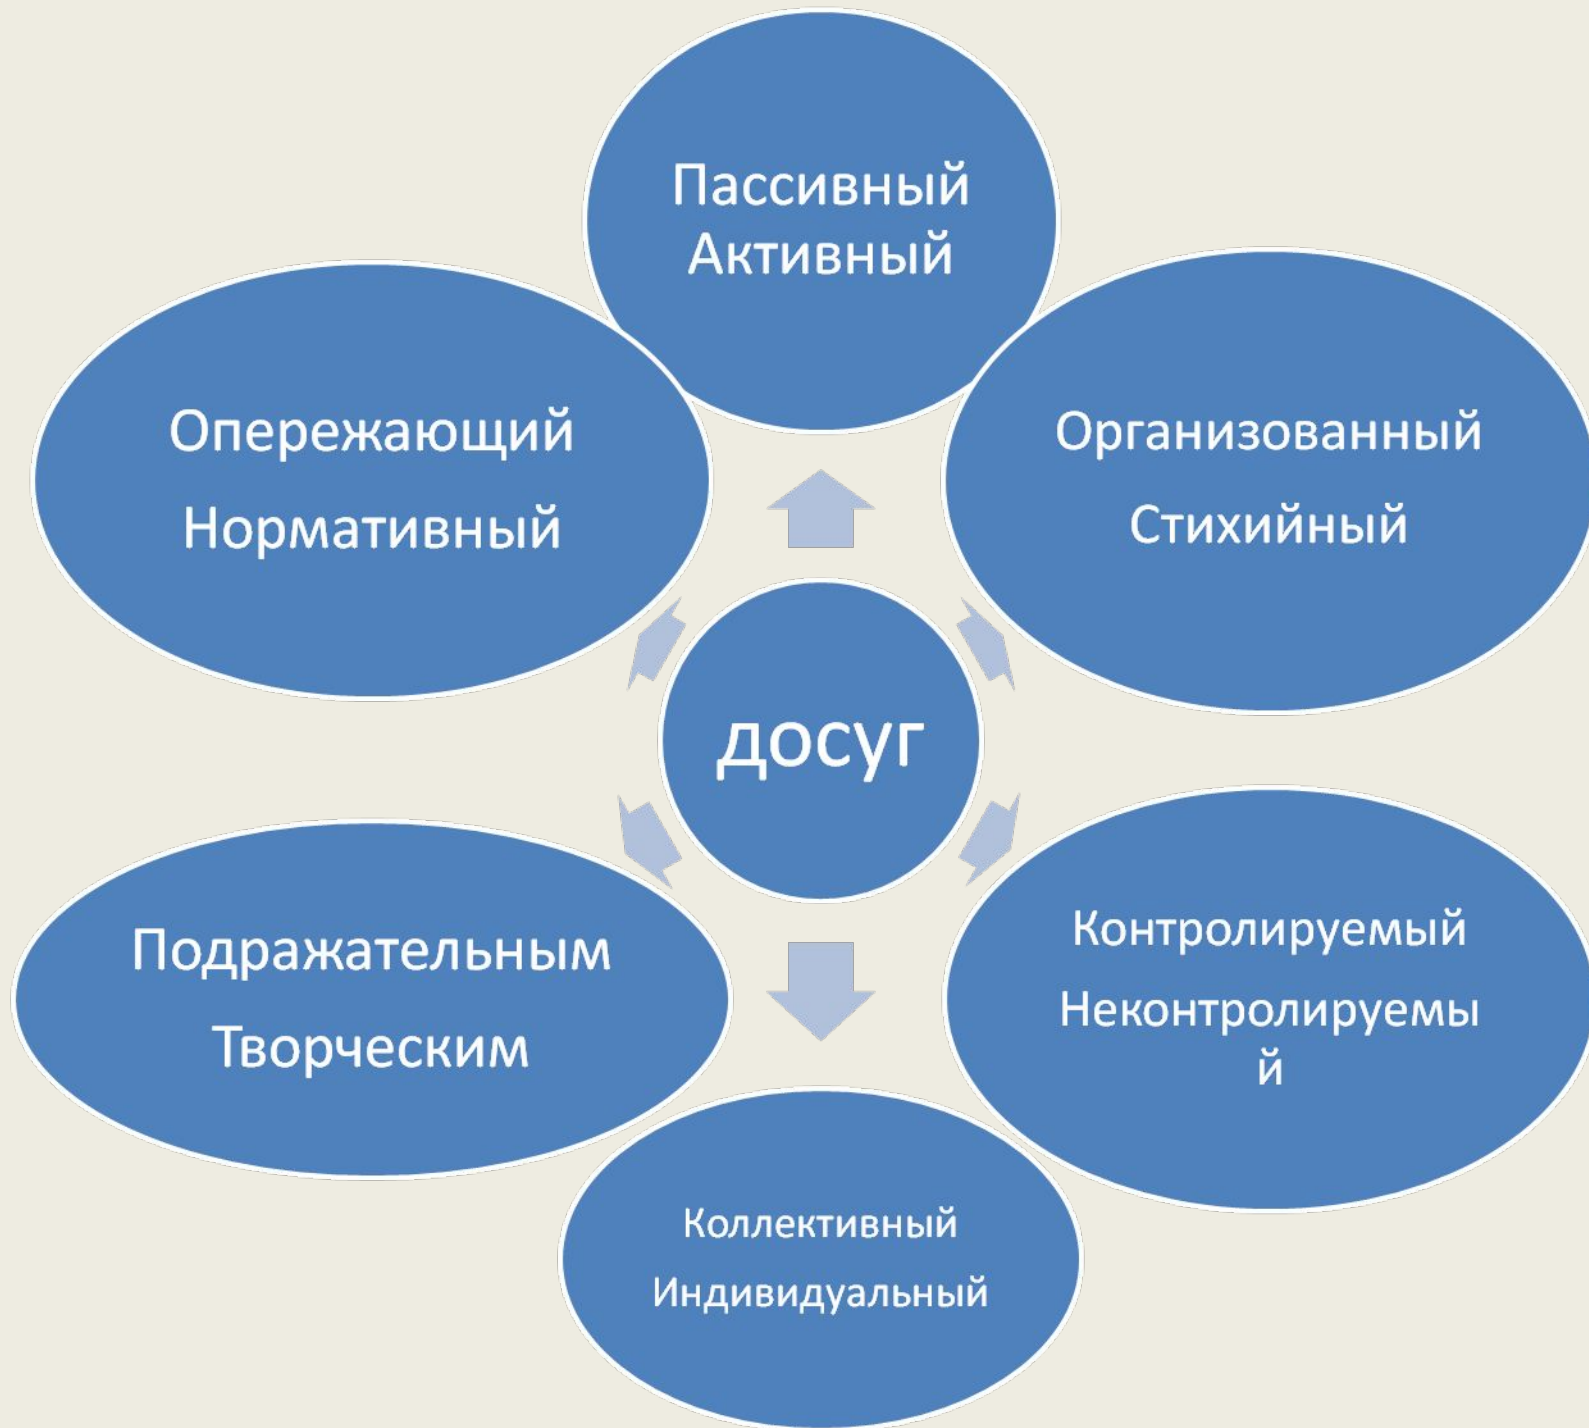 Пассивный
Активный
Опережающий
Нормативный
Организованный
Стихийный
досуг
Подражательным
Творческим
Контролируемый
Неконтролируемы
й
Коллективный
Индивидуальный